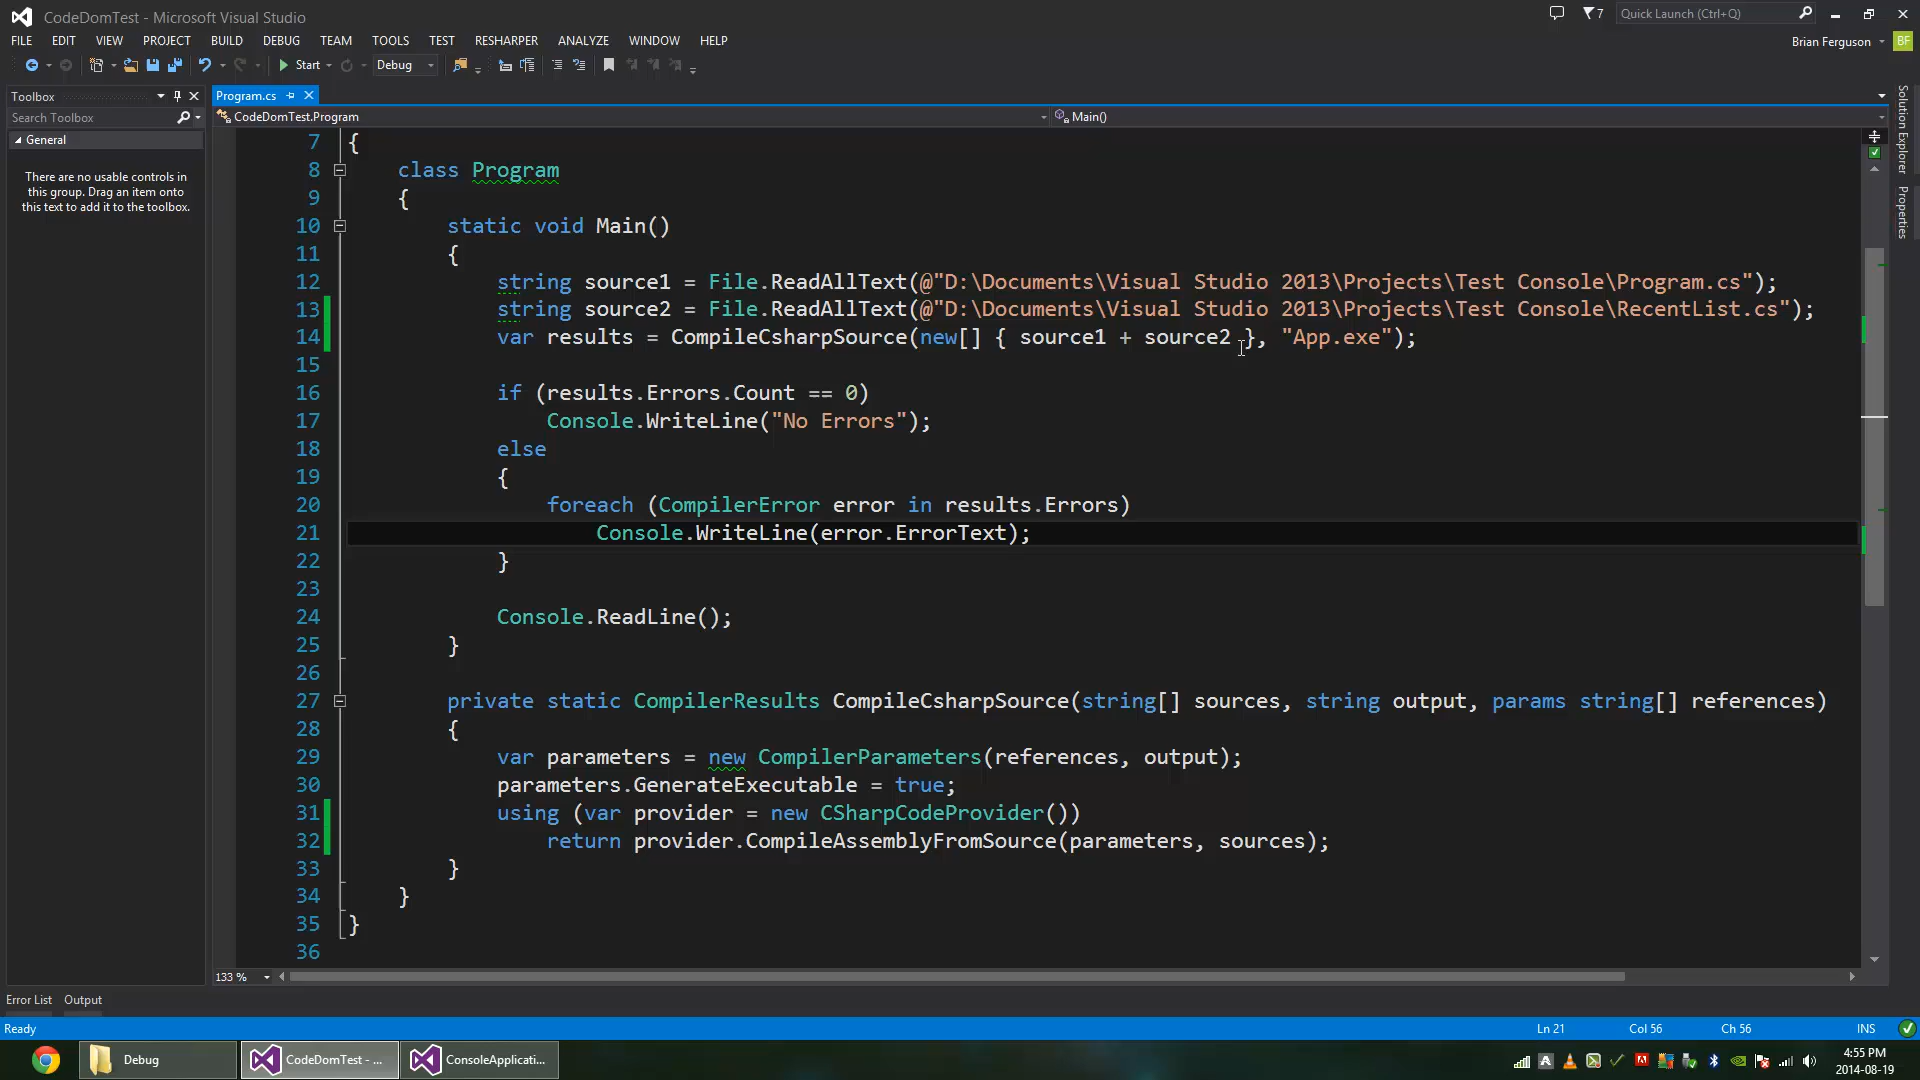 CodeDomTest - Microsoft Visual Studio
7
Quick Launch (Ctrl+Q)
FILE EDIT VIEW PROJECT BUILD DEBUG TEAM TOOLS TEST RESHARPER ANALYZE WINDOW HELP
Brian Ferguson
BF
Start
Debug
Toolbox
Search Toolbox
General
There are no usable controls in
this group. Drag an item onto
this text to add it to the toolbox.
Program.cs
CodeDomTest.Program
Main()
7 {
8 class Program
9 {
10 static void Main()
11 {
12 string source1 = File.ReadAllText(@"D:\Documents\Visual Studio 2013\Projects\Test Console\Program.cs");
13 string source2 = File.ReadAllText(@"D:\Documents\Visual Studio 2013\Projects\Test Console\RecentList.cs");
14 var results = CompileCsharpSource(new[] { source1 + source2 }, "App.exe");
15
16 if (results.Errors.Count == 0)
17 Console.WriteLine("No Errors");
18 else
19 {
20 foreach (CompilerError error in results.Errors)
21 Console.WriteLine(error.ErrorText);
22 }
23
24 Console.ReadLine();
25 }
26
27 private static CompilerResults CompileCsharpSource(string[] sources, string output, params string[] references)
28 {
29 var parameters = new CompilerParameters(references, output);
30 parameters.GenerateExecutable = true;
31 using (var provider = new CSharpCodeProvider())
32 return provider.CompileAssemblyFromSource(parameters, sources);
33 }
34 }
35 }
36
133 %
Solution Explorer
Properties
Error List Output
Ready
Ln 21
Col 56
Ch 56
INS
Debug
CodeDomTest - ...
ConsoleApplicati...
4:55 PM
2014-08-19